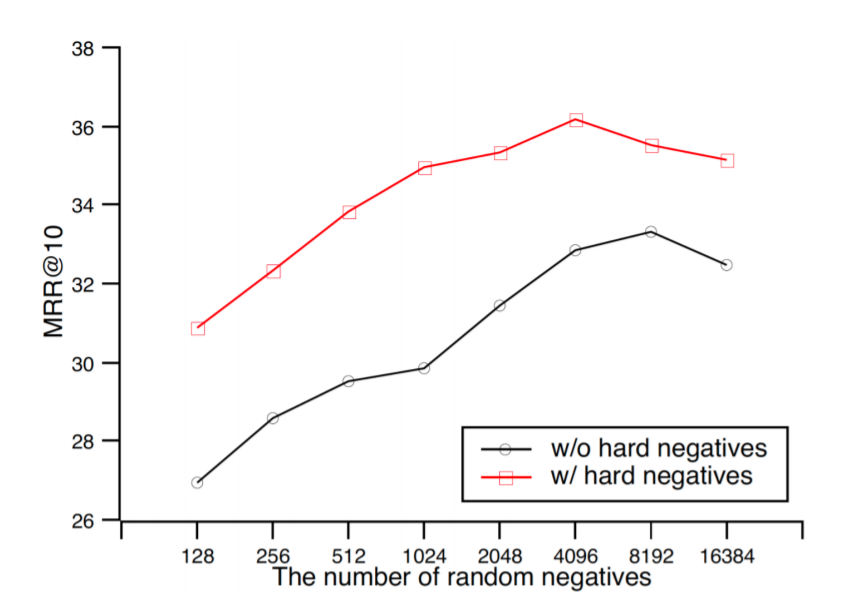 38
36
34
32
30
28
26
MRR@10
w/o hard negatives
w/ hard negatives
128 256 512 1024 2048 4096 8192 16384
The number of random negatives